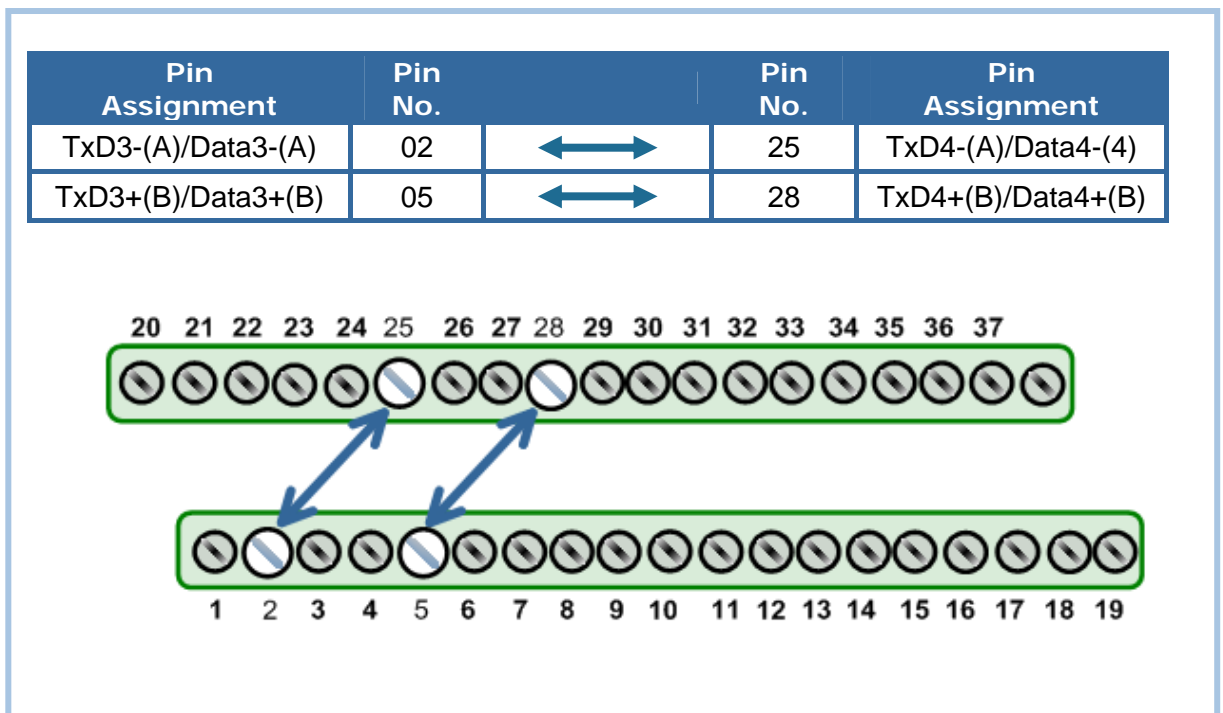 Pin Assignment Pin No. Pin No. Pin Assignment
TxD3-(A)/Data3-(A) 02 25 TxD4-(A)/Data4-(4)
TxD3+(B)/Data3+(B) 05 28 TxD4+(B)/Data4+(B)
20 21 22 23 24 25 26 27 28 29 30 31 32 33 34 35 36 37
1 2 3 4 5 6 7 8 9 10 11 12 13 14 15 16 17 18 19